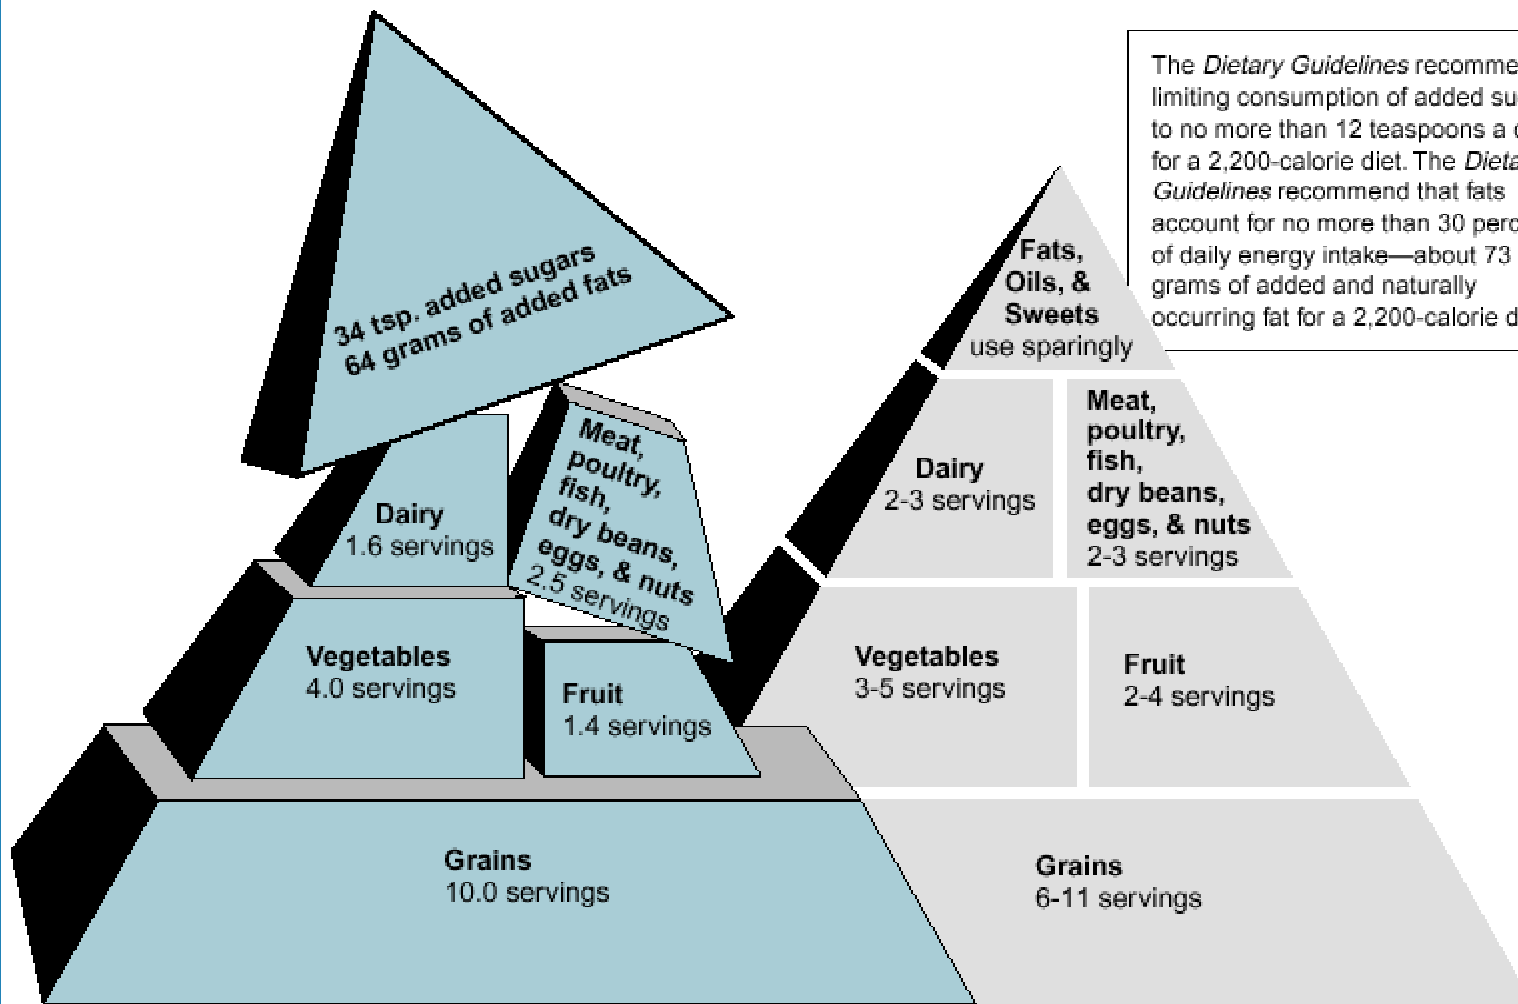 34 tsp. added sugars
64 grams of added fats
Dairy
1.6 servings
Meat,
poultry,
fish,
dry beans,
eggs, & nuts
2.5 servings
Vegetables
4.0 servings
Fruit
1.4 servings
Grains
10.0 servings
The Dietary Guidelines
limiting consumption of added
to no more than 12 teaspoons a
for a 2,200-calorie diet. The
Guidelines recommend that fats
account for no more than 30
of daily energy intake—about 73
grams of added and naturally
occurring fat for a 2,200-calorie
Fats,
Oils, &
Sweets
use sparingly
Dairy
2-3 servings
Meat,
poultry,
fish,
dry beans,
eggs, & nuts
2-3 servings
Vegetables
3-5 servings
Fruit
2-4 servings
Grains
6-11 servings